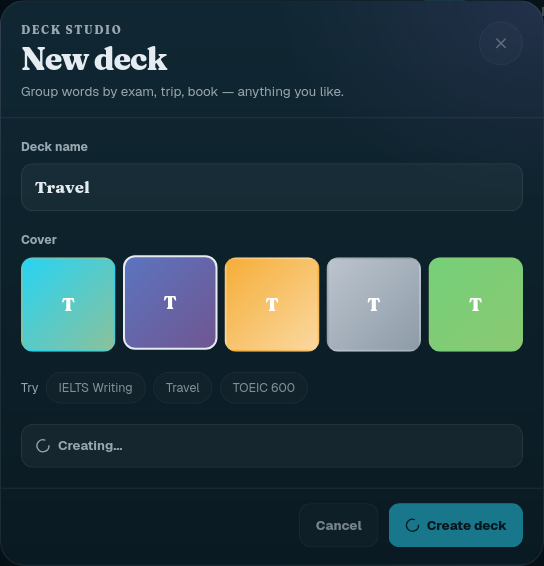 DECK STUDIO
New deck
Group words by exam, trip, book — anything you like.
Deck name
Travel
Cover
T T T T T
Try IELTS Writing Travel TOEIC 600
Creating...
Cancel Create deck